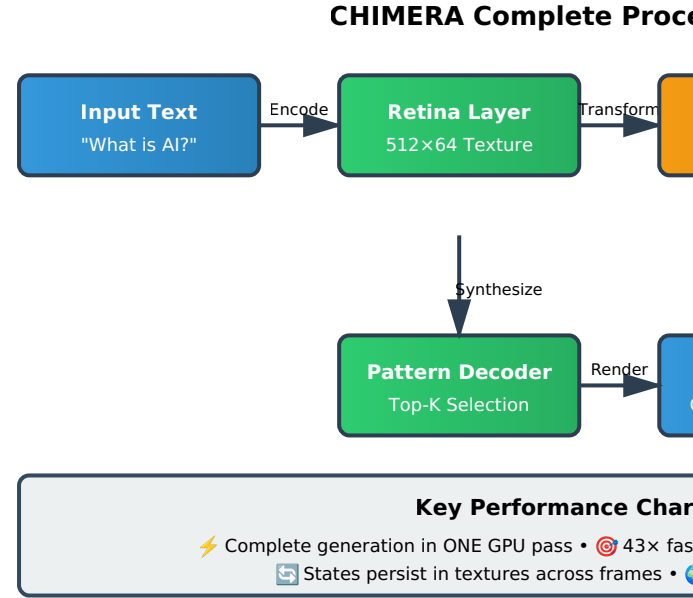 CHIMERA Complete Proce
Input Text
"What is AI?"
Encode
Retina Layer
512×64 Texture
Transform
Synthesize
Pattern Decoder
Top-K Selection
Render
Key Performance Char
⚡ Complete generation in ONE GPU pass • 🎯 43× fas
🔄 States persist in textures across frames • 🌍